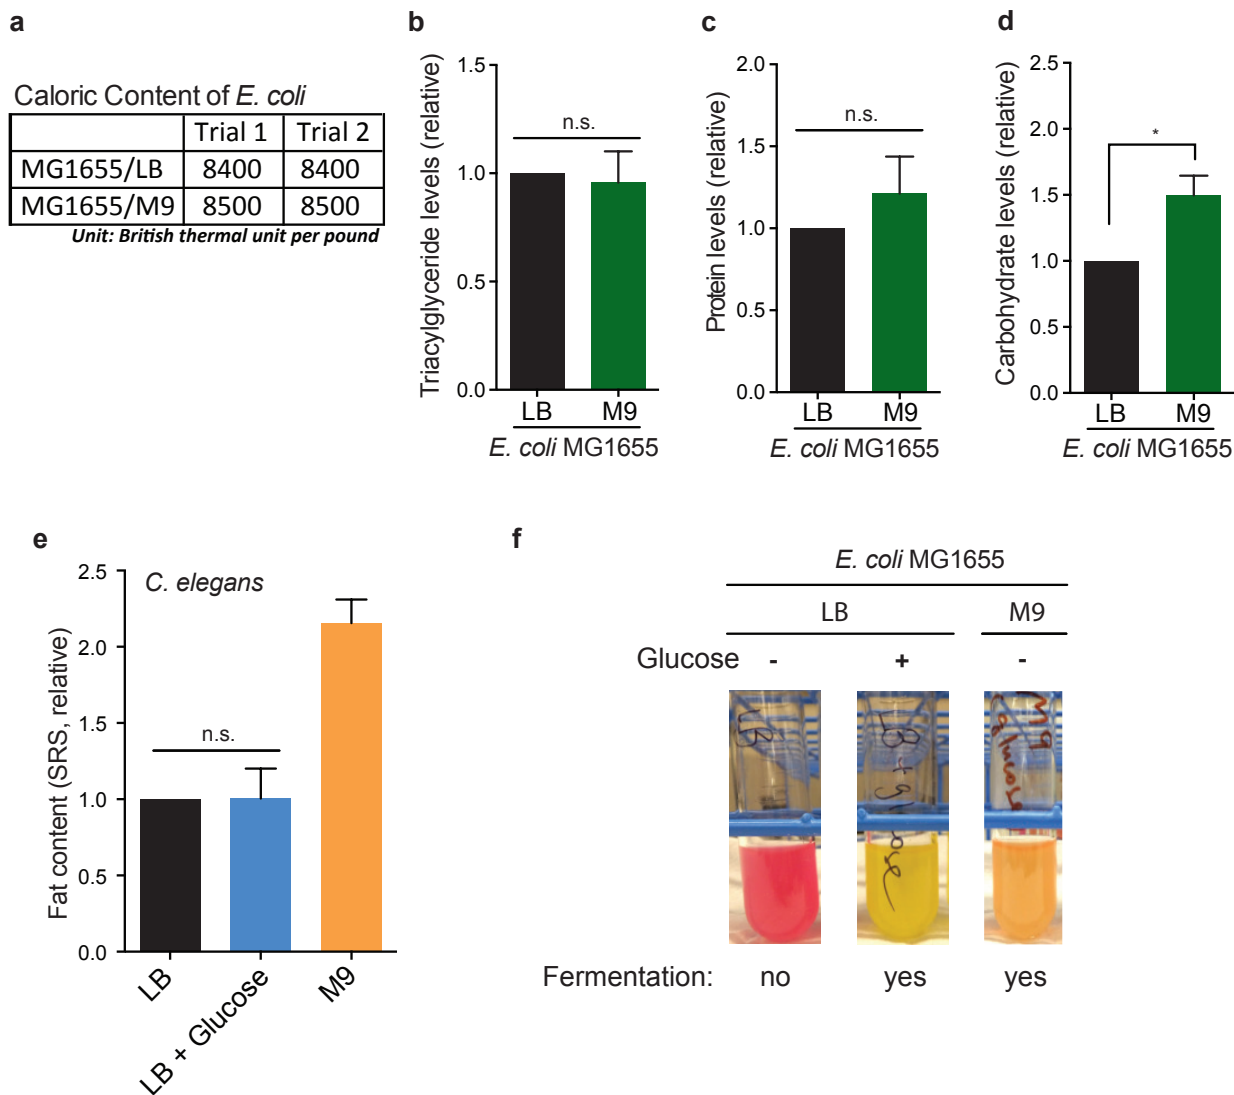 a
Caloric Content of E. coli
Trial 1 Trial 2
MG1655/LB 8400 8400
MG1655/M9 8500 8500
Unit: British thermal unit per pound
b
Triacylglyceride levels (relative)
1.5
1.0
0.5
0.0
n.s.
LB M9
E. coli MG1655
c
Protein levels (relative)
2.0
1.5
1.0
0.5
0.0
n.s.
LB M9
E. coli MG1655
d
Carbohydrate levels (relative)
2.5
2.0
1.5
1.0
0.5
0.0
*
LB M9
E. coli MG1655
e
C. elegans
Fat content (SRS, relative)
2.5
2.0
1.5
1.0
0.5
0.0
n.s.
LB
LB + Glucose
M9
f
E. coli MG1655
LB M9
Glucose - + -
LB
LB + glucose
M9
glucose
Fermentation: no yes yes